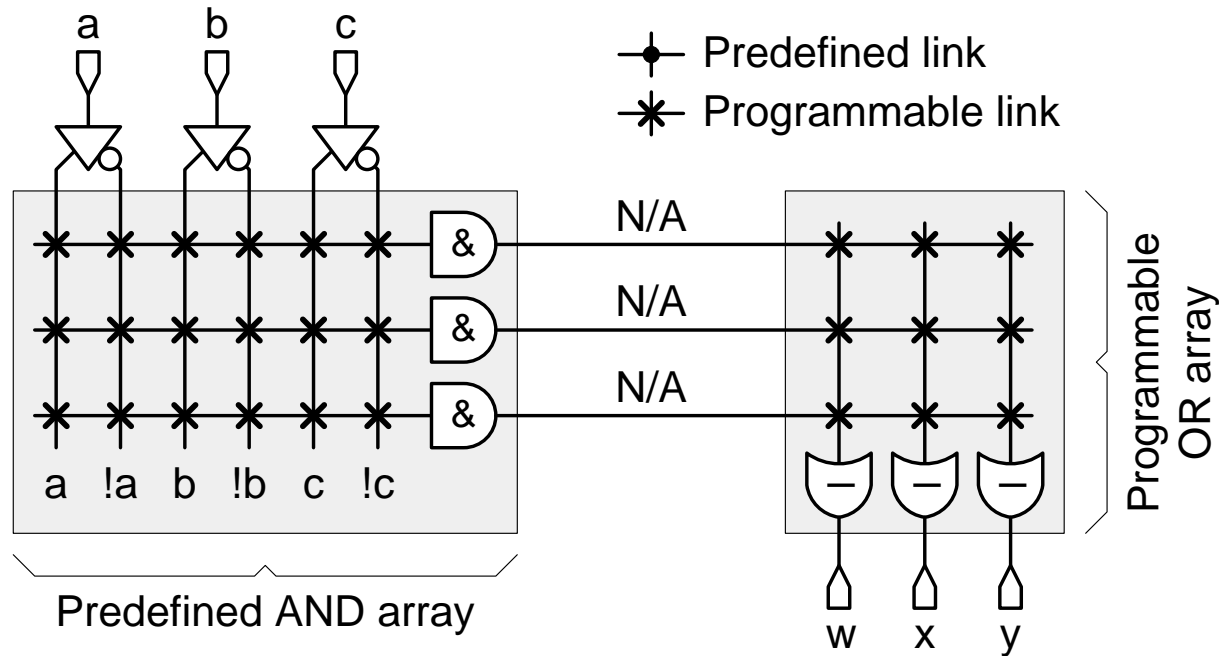 a b c
Predefined link
Programmable link
N/A
&
N/A
&
N/A
&
a !a b !b c !c
Predefined AND array
Programmable
OR array
w x y